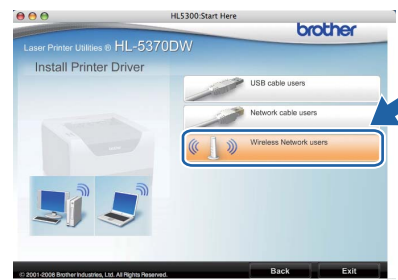 HL5300:Start Here
brother
Laser Printer Utilities ® HL-5370DW
Install Printer Driver
USB cable users
Network cable users
Wireless Network users
© 2001-2008 Brother Industries, Ltd. All Rights Reserved.
Back
Exit